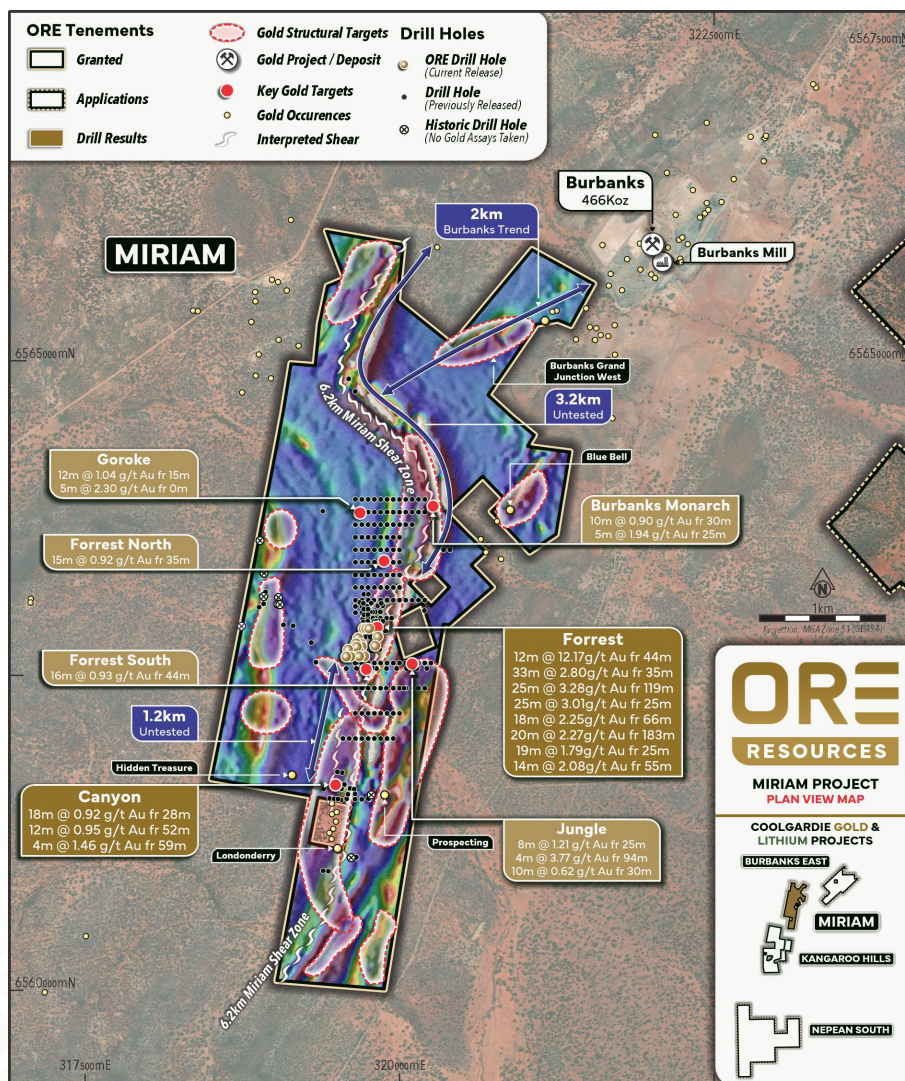 ORE Tenements
Granted
Applications
Drill Results
Gold Structural Targets
Gold Project / Deposit
Key Gold Targets
Gold Occurences
Interpreted Shear
Drill Holes
ORE Drill Hole
(Current Release)
Drill Hole
(Previously Released)
Historic Drill Hole
(No Gold Assays Taken)
322500mE
6567500mN
MIRIAM
2km
Burbanks Trend
Burbanks
466Koz
Burbanks Mill
6565000mN
6565000mN
Burbanks Grand
Junction West
3.2km
Untested
6.2km Miriam Shear Zone
Blue Bell
Goroke
12m @ 1.04 g/t Au fr 15m
5m @ 2.30 g/t Au fr 0m
Burbanks Monarch
10m @ 0.90 g/t Au fr 30m
5m @ 1.94 g/t Au fr 25m
Forrest North
15m @ 0.92 g/t Au fr 35m
N
1km
Projection: MGA Zone 51 (GDA94)
Forrest South
16m @ 0.93 g/t Au fr 44m
Forrest
12m @ 12.17g/t Au fr 44m
33m @ 2.80g/t Au fr 35m
25m @ 3.28g/t Au fr 119m
25m @ 3.01g/t Au fr 25m
18m @ 2.25g/t Au fr 66m
20m @ 2.27g/t Au fr 183m
19m @ 1.79g/t Au fr 25m
14m @ 2.08g/t Au fr 55m
1.2km
Untested
Hidden Treasure
Canyon
18m @ 0.92 g/t Au fr 28m
12m @ 0.95 g/t Au fr 52m
4m @ 1.46 g/t Au fr 59m
Londonderry
Prospecting
Jungle
8m @ 1.21 g/t Au fr 25m
4m @ 3.77 g/t Au fr 94m
10m @ 0.62 g/t Au fr 30m
6.2km Miriam Shear Zone
6560000mN
317500mE
320000mE
ORE
RESOURCES
MIRIAM PROJECT
PLAN VIEW MAP
COOLGARDIE GOLD &
LITHIUM PROJECTS
BURBANKS EAST
MIRIAM
KANGAROO HILLS
NEPEAN SOUTH